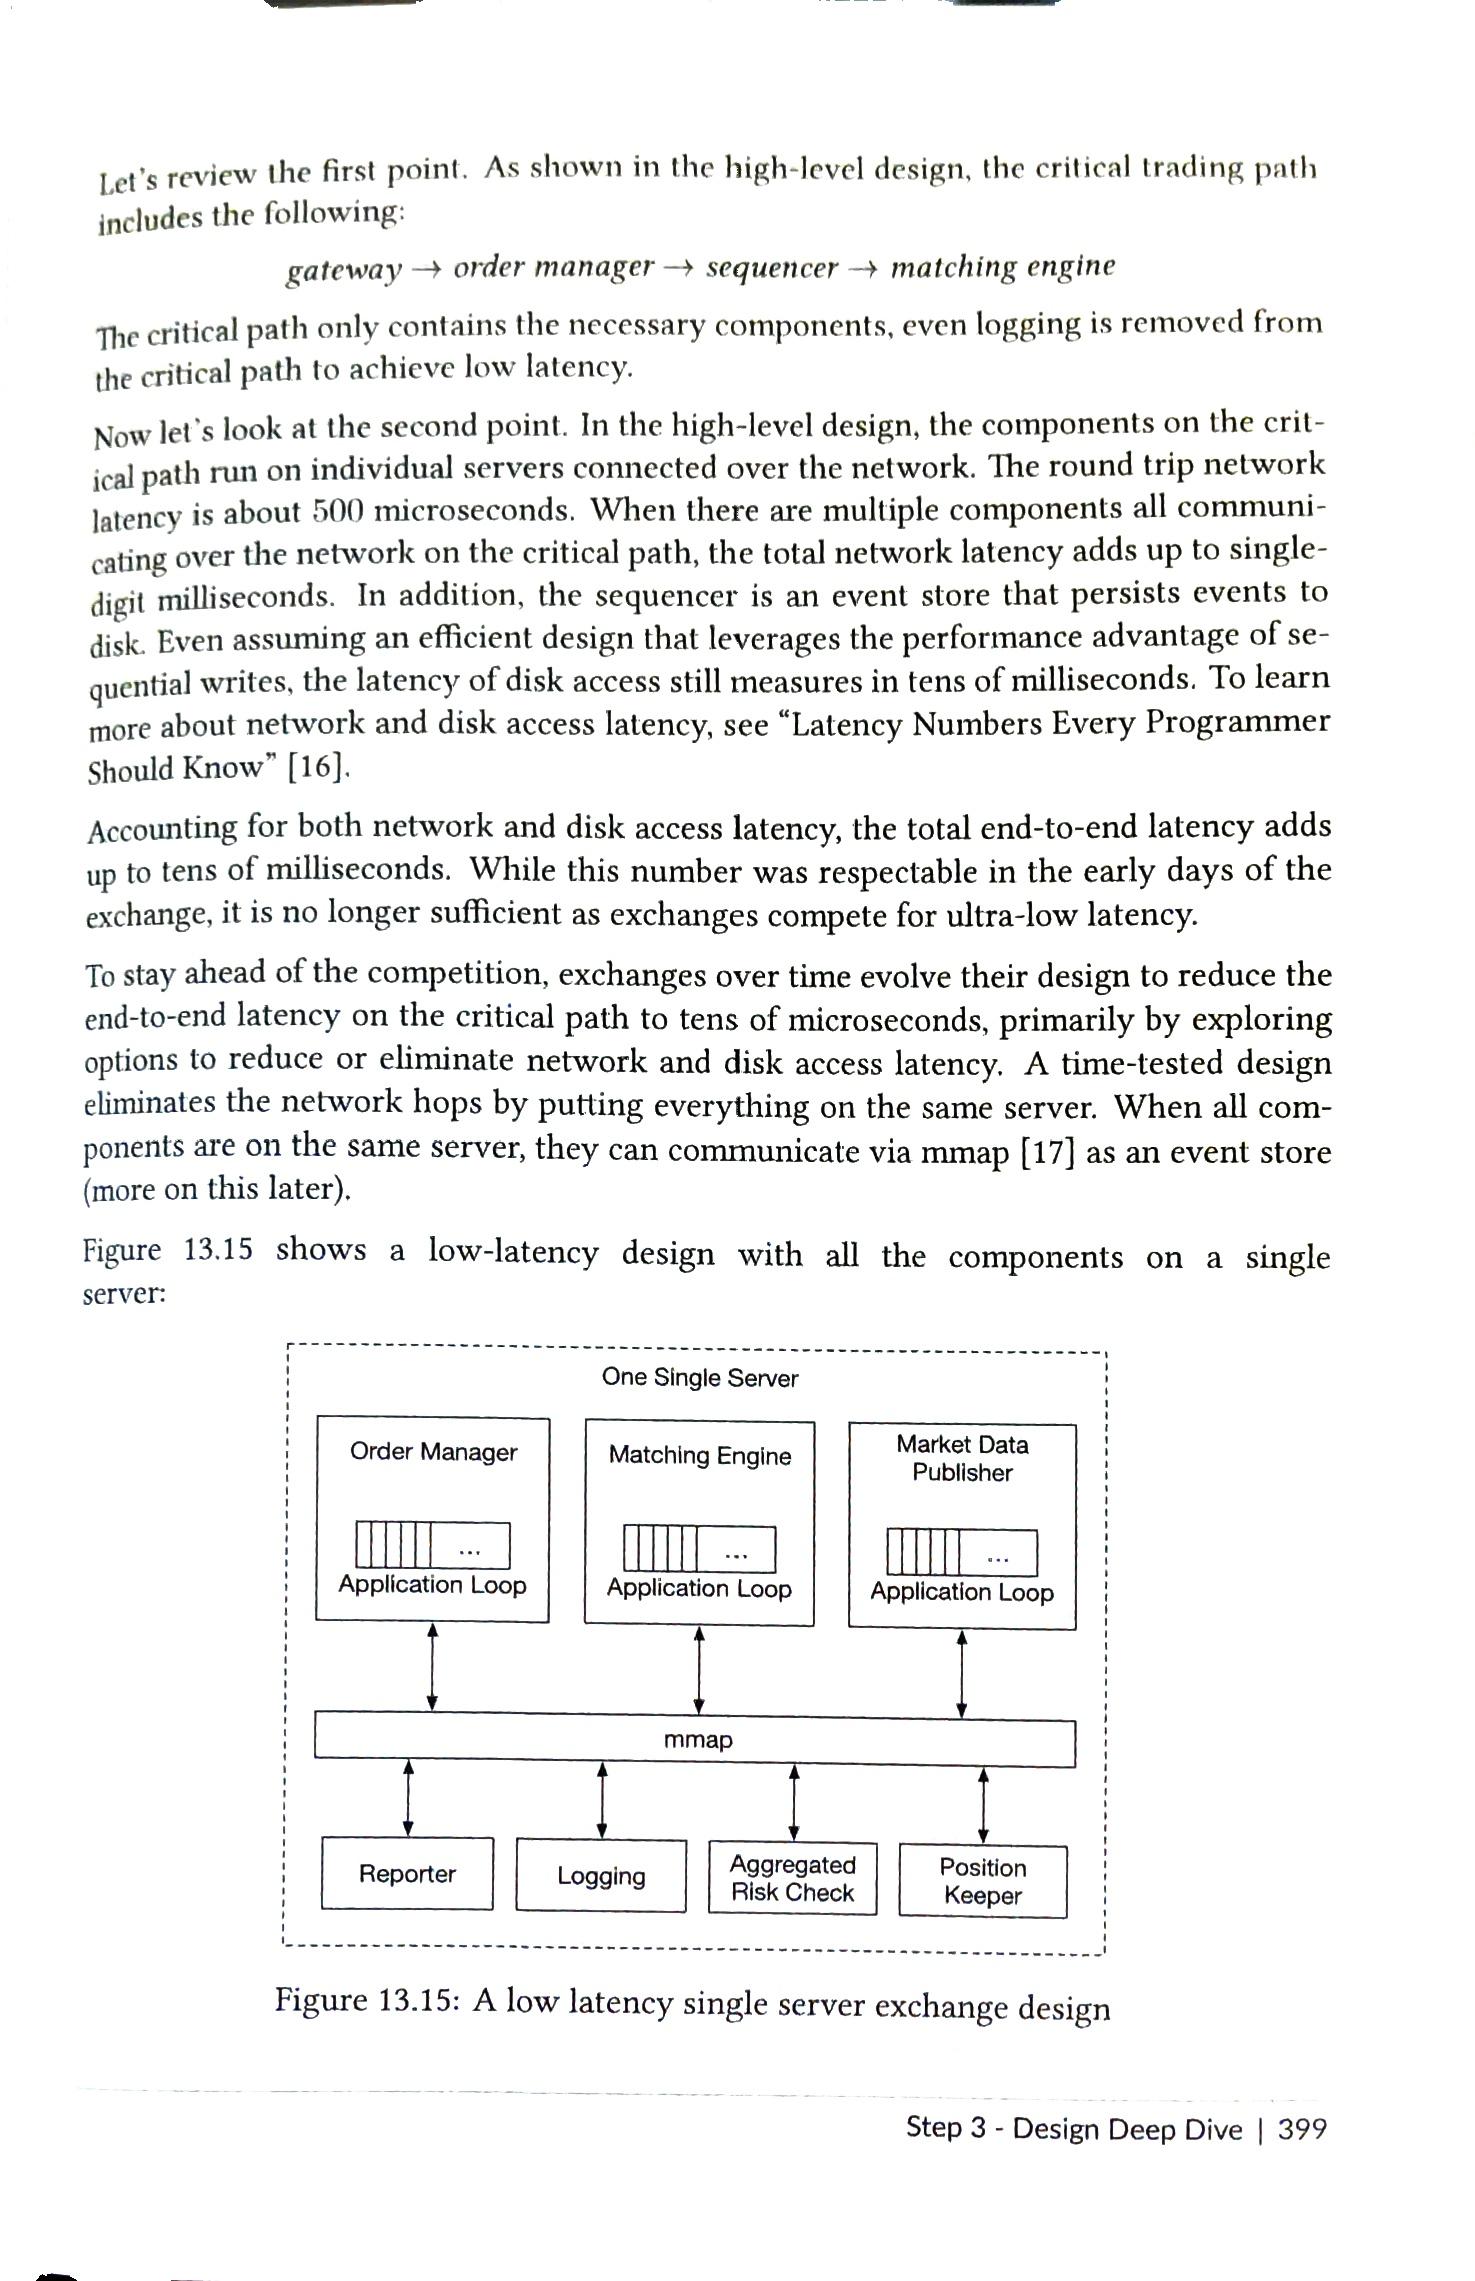 Let's review the first point. As shown in the high-level design, the critical trading path
includes the following:
gateway → order manager → sequencer → matching engine
The critical path only contains the necessary components, even logging is removed from
the critical path to achieve low latency.
Now let's look at the second point. In the high-level design, the components on the crit-
ical path run on individual servers connected over the network. The round trip network
latency is about 500 microseconds. When there are multiple components all communi-
cating over the network on the critical path, the total network latency adds up to single-
digit milliseconds. In addition, the sequencer is an event store that persists events to
disk. Even assuming an efficient design that leverages the performance advantage of se-
quential writes, the latency of disk access still measures in tens of milliseconds. To learn
more about network and disk access latency, see “Latency Numbers Every Programmer
Should Know” [16].
Accounting for both network and disk access latency, the total end-to-end latency adds
up to tens of milliseconds. While this number was respectable in the early days of the
exchange, it is no longer sufficient as exchanges compete for ultra-low latency.
To stay ahead of the competition, exchanges over time evolve their design to reduce the
end-to-end latency on the critical path to tens of microseconds, primarily by exploring
options to reduce or eliminate network and disk access latency. A time-tested design
eliminates the network hops by putting everything on the same server. When all com-
ponents are on the same server, they can communicate via mmap [17] as an event store
(more on this later).
Figure 13.15 shows a low-latency design with all the components on a single
server:
One Single Server
Order Manager
...
Application Loop
Matching Engine
...
Application Loop
Market Data
Publisher
...
Application Loop
mmap
Reporter
Logging
Aggregated
Risk Check
Position
Keeper
Figure 13.15: A low latency single server exchange design
Step 3 - Design Deep Dive | 399